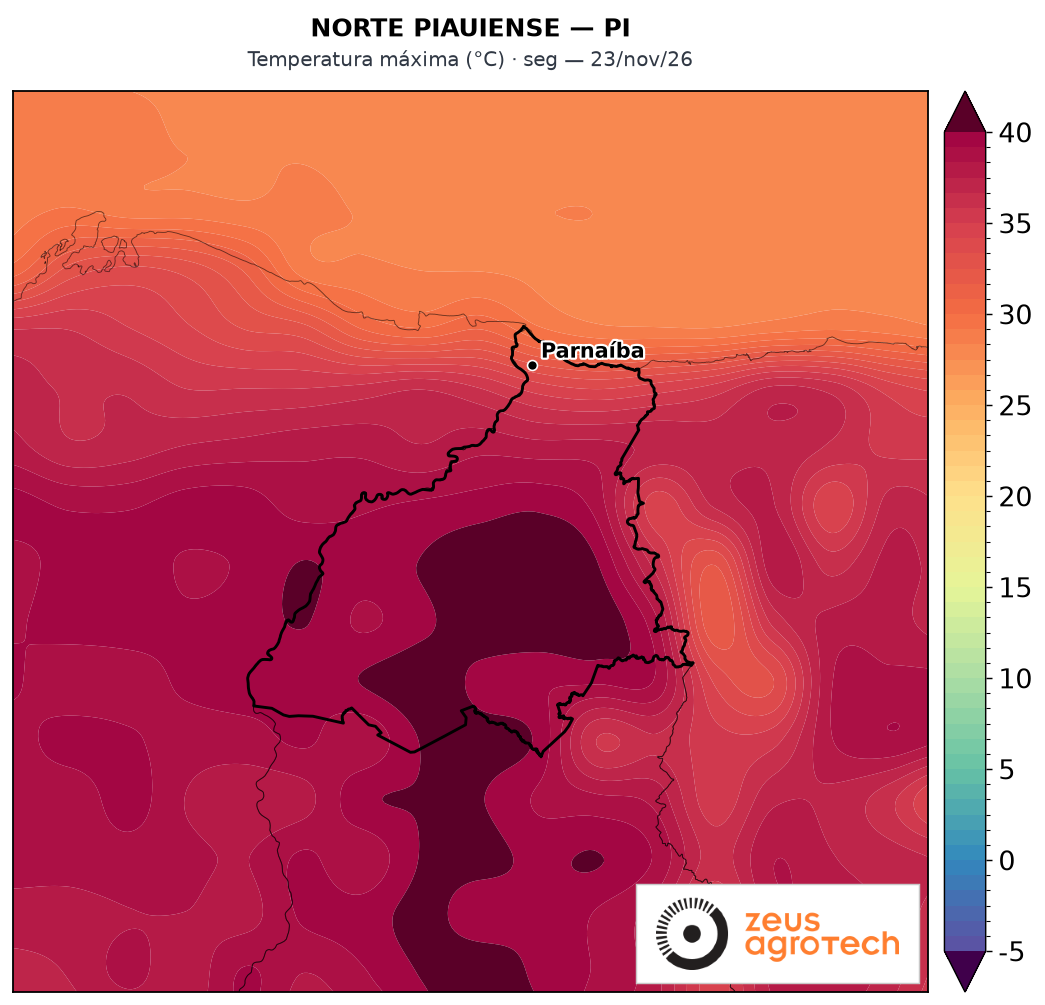 NORTE PIAUIENSE — PI
Temperatura máxima (°C) · seg — 23/nov/26
Parnaíba
40
35
30
25
20
15
10
5
0
-5
zeus
agrotech